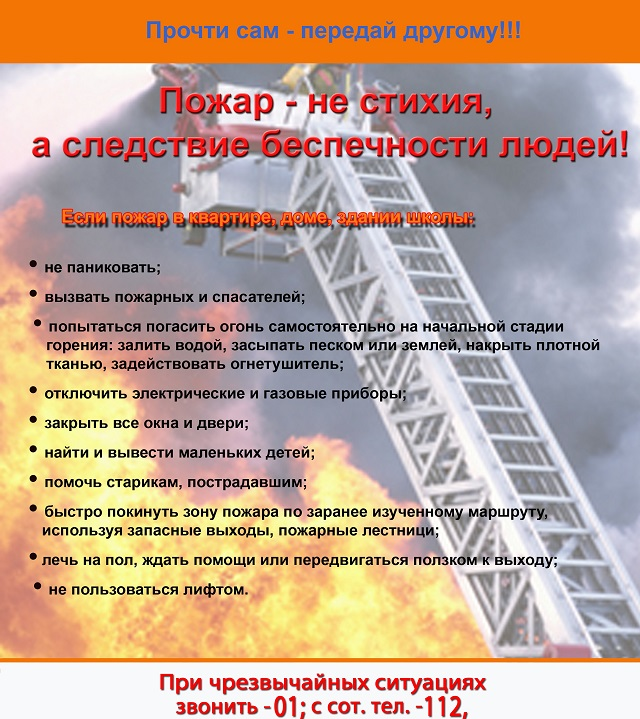 Прочти сам - передай другому!!!
Пожар - не стихия,
а следствие беспечности людей!
Если пожар в квартире, доме, здании школы:
• не паниковать;
• вызвать пожарных и спасателей;
• попытаться погасить огонь самостоятельно на начальной стадии
горения: залить водой, засыпать песком или землей, накрыть плотной
тканью, задействовать огнетушитель;
• отключить электрические и газовые приборы;
• закрыть все окна и двери;
• найти и вывести маленьких детей;
• помочь старикам, пострадавшим;
• быстро покинуть зону пожара по заранее изученному маршруту,
используя запасные выходы, пожарные лестници;
• лечь на пол, ждать помощи или передвигаться ползком к выходу;
• не пользоваться лифтом.
При чрезвычайных ситуациях
звонить -01; с сот. тел. -112,